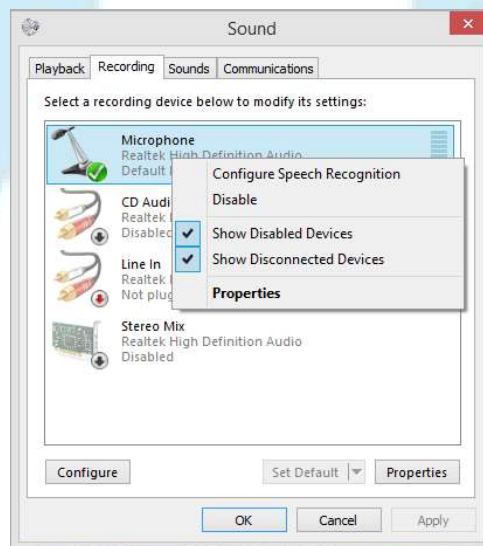 Sound
Playback Recording Sounds Communications
Select a recording device below to modify its settings:
Microphone
Realtek High Definition Audio
Default
CD Audi
Realtek
Disabled
Line In
Realtek
Not plug
Stereo Mix
Realtek High Definition Audio
Disabled
Configure Speech Recognition
Disable
Show Disabled Devices
Show Disconnected Devices
Properties
Configure Set Default Properties
OK Cancel Apply